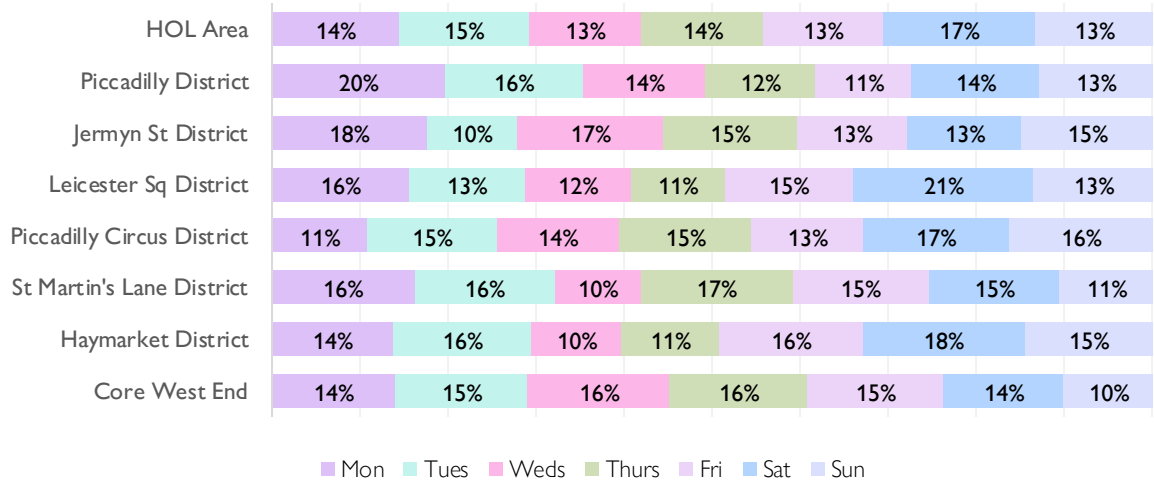 HOL Area 14% 15% 13% 14% 13% 17% 13%
Piccadilly District 20% 16% 14% 12% 11% 14% 13%
Jermyn St District 18% 10% 17% 15% 13% 13% 15%
Leicester Sq District 16% 13% 12% 11% 15% 21% 13%
Piccadilly Circus District 11% 15% 14% 15% 13% 17% 16%
St Martin's Lane District 16% 16% 10% 17% 15% 15% 11%
Haymarket District 14% 16% 10% 11% 16% 18% 15%
Core West End 14% 15% 16% 16% 15% 14% 10%
Mon Tues Weds Thurs Fri Sat Sun